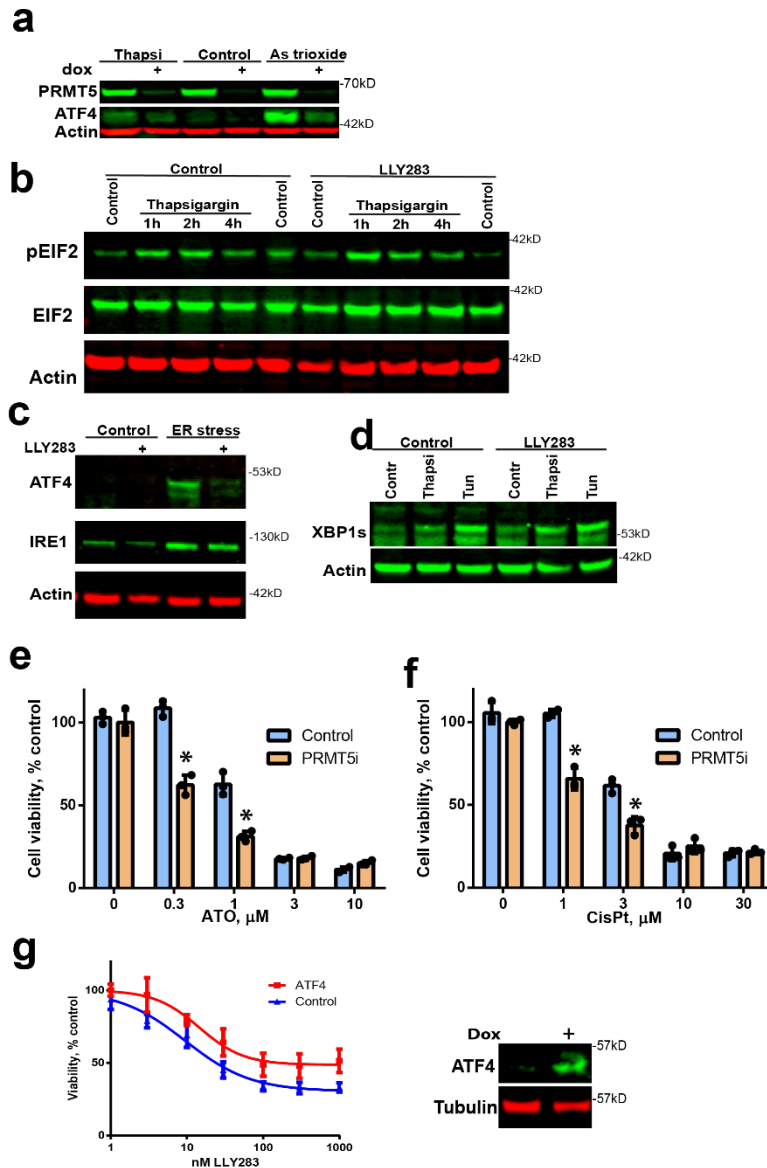 a
Thapsi Control As trioxide
dox + + +
PRMT5 -70kD
ATF4
Actin -42kD
b
Control LLY283
Control Thapsigargin Control Control Thapsigargin Control
1h 2h 4h 1h 2h 4h
pEIF2 -42kD
EIF2 -42kD
Actin -42kD
c
Control ER stress
LLY283 + +
ATF4 -53kD
IRE1 -130kD
Actin -42kD
d
Control LLY283
Contr Thapsi Tun Contr Thapsi Tun
XBP1s -53kD
Actin -42kD
e
Cell viability, % control
100
50
0
Control
PRMT5i
* *
0 0.3 1 3 10
ATO, µM
f
Cell viability, % control
100
50
0
Control
PRMT5i
* *
0 1 3 10 30
CisPt, µM
g
Viability, % control
100
50
0
ATF4
Control
1 10 100 1000
nM LLY283
Dox +
ATF4 -57kD
Tubulin -57kD